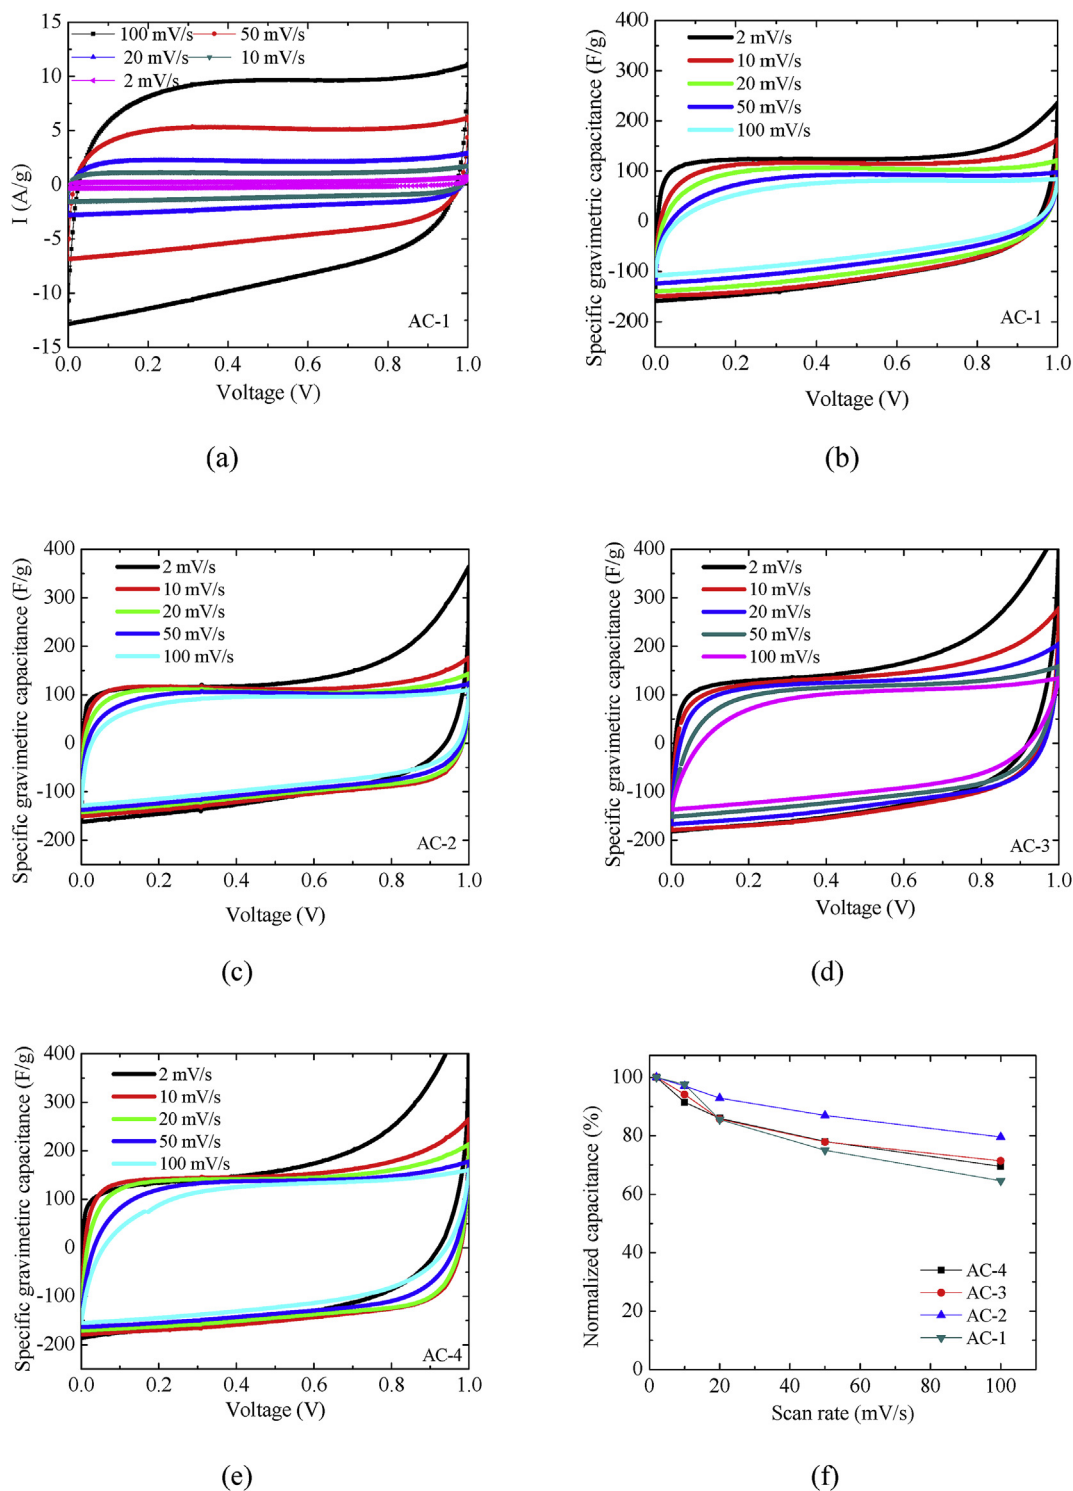 15
10
5
0
-5
-10
-15
I (A/g)
100 mV/s 50 mV/s
20 mV/s 10 mV/s
2 mV/s
AC-1
0.0 0.2 0.4 0.6 0.8 1.0
Voltage (V)
(a)
400
300
200
100
0
-100
-200
Specific gravimetric capacitance (F/g)
2 mV/s
10 mV/s
20 mV/s
50 mV/s
100 mV/s
AC-1
0.0 0.2 0.4 0.6 0.8 1.0
Voltage (V)
(b)
400
300
200
100
0
-100
-200
Specific gravimetirc capacitance (F/g)
2 mV/s
10 mV/s
20 mV/s
50 mV/s
100 mV/s
AC-2
0.0 0.2 0.4 0.6 0.8 1.0
Voltage (V)
(c)
400
300
200
100
0
-100
-200
Specific gravimetirc capacitance (F/g)
2 mV/s
10 mV/s
20 mV/s
50 mV/s
100 mV/s
AC-3
0.0 0.2 0.4 0.6 0.8 1.0
Voltage (V)
(d)
400
300
200
100
0
-100
-200
Specific gravimetirc capacitance (F/g)
2 mV/s
10 mV/s
20 mV/s
50 mV/s
100 mV/s
AC-4
0.0 0.2 0.4 0.6 0.8 1.0
Voltage (V)
(e)
100
80
60
40
20
0
Normalized capacitance (%)
AC-4
AC-3
AC-2
AC-1
0 20 40 60 80 100
Scan rate (mV/s)
(f)